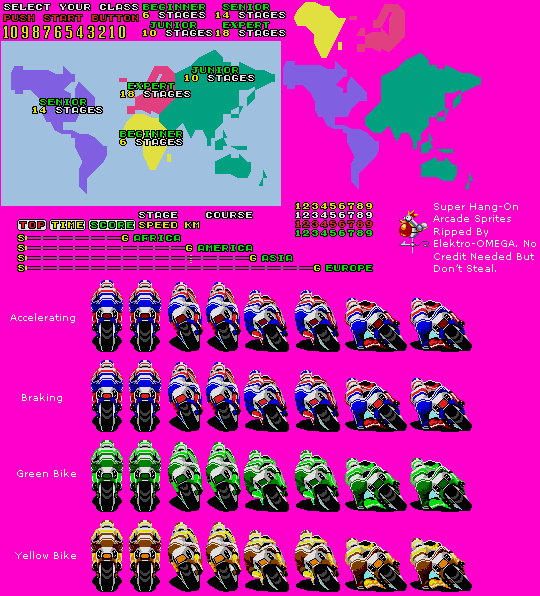 SELECT YOUR CLASS
PUSH START BUTTON
109876543210
BEGINNER
6 STAGES
SENIOR
14 STAGES
JUNIOR
10 STAGES
EXPERT
18 STAGES
JUNIOR
10 STAGES
EXPERT
18 STAGES
SENIOR
14 STAGES
BEGINNER
6 STAGES
STAGE COURSE
TOP TIME SCORE SPEED KM
S G AFRICA
S G AMERICA
S G ASIA
S G EUROPE
123456789
123456789
123456789
123456789
Super Hang-On
Arcade Sprites
Ripped By
Elektro-OMEGA. No
Credit Needed But
Don't Steal.
Accelerating
Braking
Green Bike
Yellow Bike